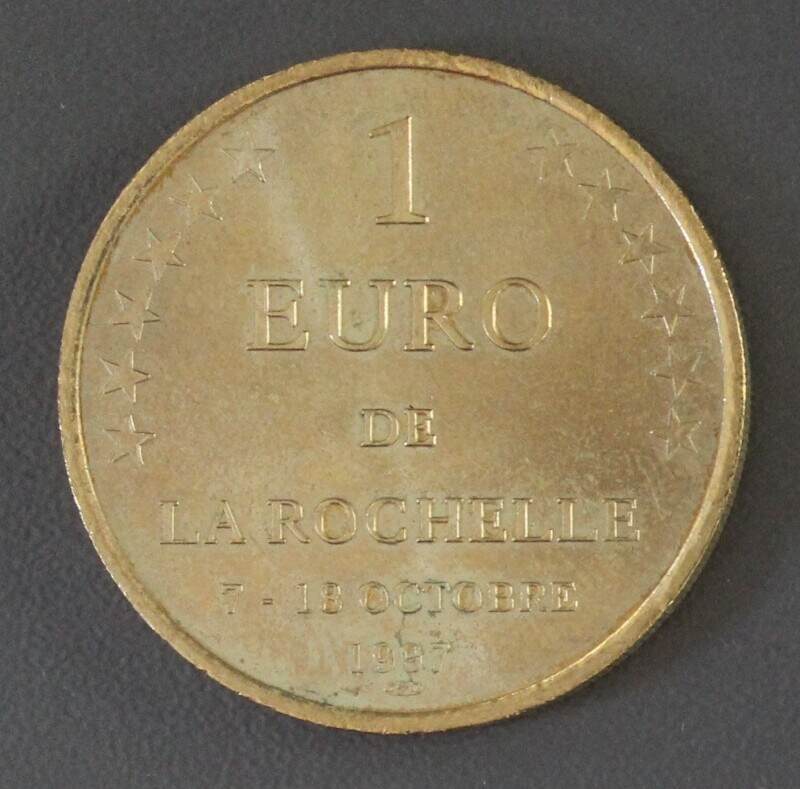 1
EURO
DE
LA ROCHELLE
7 - 18 OCTOBRE
1997